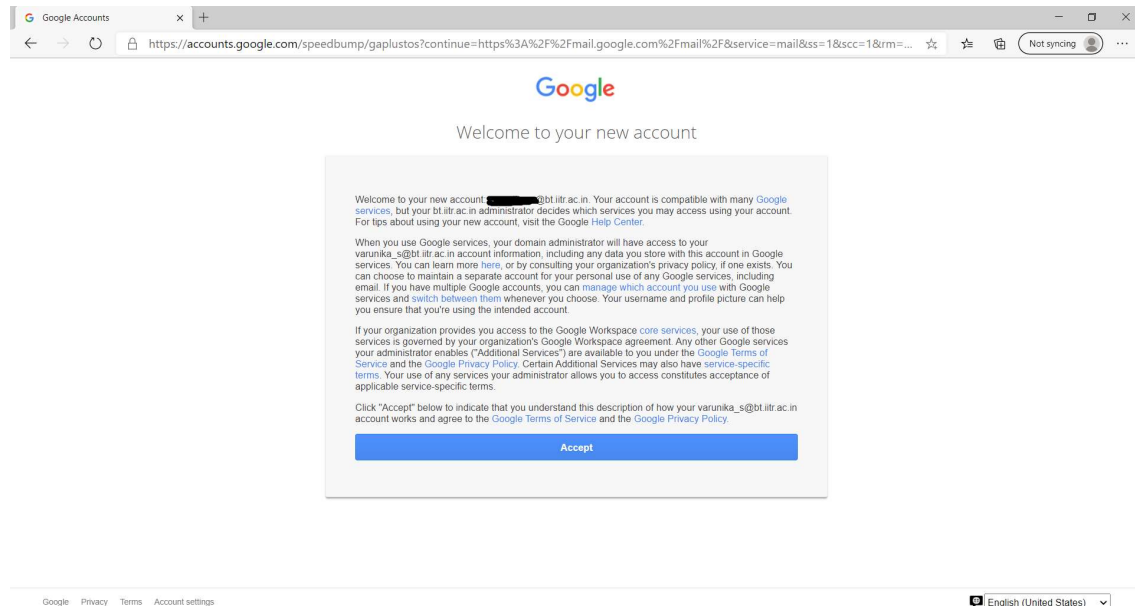 Google Accounts
https://accounts.google.com/speedbump/gaplustos?continue=https%3A%2F%2Fmail.google.com%2Fmail%2F&service=mail&ss=1&scc=1&rm=...
Not syncing
Google
Welcome to your new account
Welcome to your new account: @bt.iitr.ac.in. Your account is compatible with many Google
services, but your bt.iitr.ac.in administrator decides which services you may access using your account.
For tips about using your new account, visit the Google Help Center.
When you use Google services, your domain administrator will have access to your
varunika_s@bt.iitr.ac.in account information, including any data you store with this account in Google
services. You can learn more here, or by consulting your organization's privacy policy, if one exists. You
can choose to maintain a separate account for your personal use of any Google services, including
email. If you have multiple Google accounts, you can manage which account you use with Google
services and switch between them whenever you choose. Your username and profile picture can help
you ensure that you're using the intended account.
If your organization provides you access to the Google Workspace core services, your use of those
services is governed by your organization's Google Workspace agreement. Any other Google services
your administrator enables ("Additional Services") are available to you under the Google Terms of
Service and the Google Privacy Policy. Certain Additional Services may also have service-specific
terms. Your use of any services your administrator allows you to access constitutes acceptance of
applicable service-specific terms.
Click "Accept" below to indicate that you understand this description of how your varunika_s@bt.iitr.ac.in
account works and agree to the Google Terms of Service and the Google Privacy Policy.
Accept
Google Privacy Terms Account settings
English (United States)